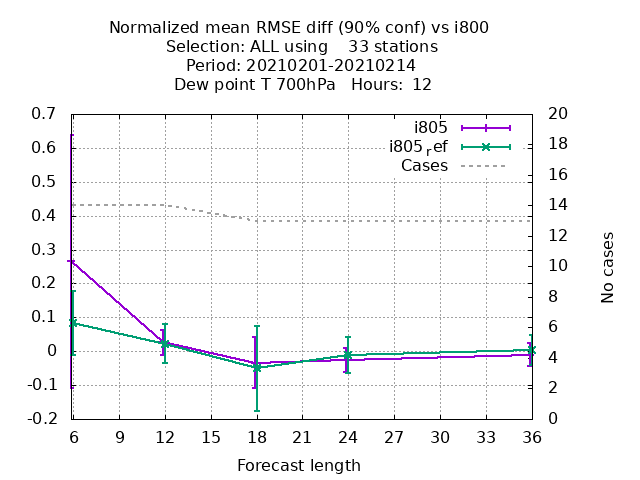 Normalized mean RMSE diff (90% conf) vs i800
Selection: ALL using    33 stations
Period: 20210201-20210214
Dew point T 700hPa   Hours:  12
0.7
0.6
0.5
0.4
0.3
0.2
0.1
0
-0.1
-0.2
i805
i805ref
Cases
20
18
16
14
12
10
8
6
4
2
0
No cases
6 9 12 15 18 21 24 27 30 33 36
Forecast length